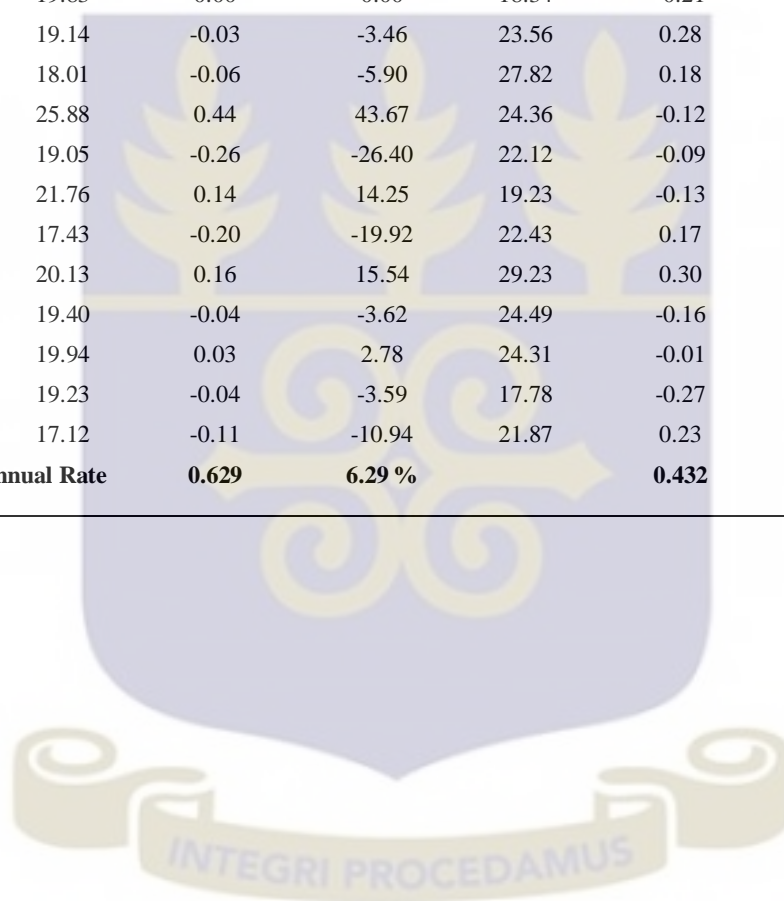 19.14 -0.03 -3.46 23.56 0.28
18.01 -0.06 -5.90 27.82 0.18
25.88 0.44 43.67 24.36 -0.12
19.05 -0.26 -26.40 22.12 -0.09
21.76 0.14 14.25 19.23 -0.13
17.43 -0.20 -19.92 22.43 0.17
20.13 0.16 15.54 29.23 0.30
19.40 -0.04 -3.62 24.49 -0.16
19.94 0.03 2.78 24.31 -0.01
19.23 -0.04 -3.59 17.78 -0.27
17.12 -0.11 -10.94 21.87 0.23
Rate 0.629 6.29 % 0.432
INTEGRI PROCEDAMUS